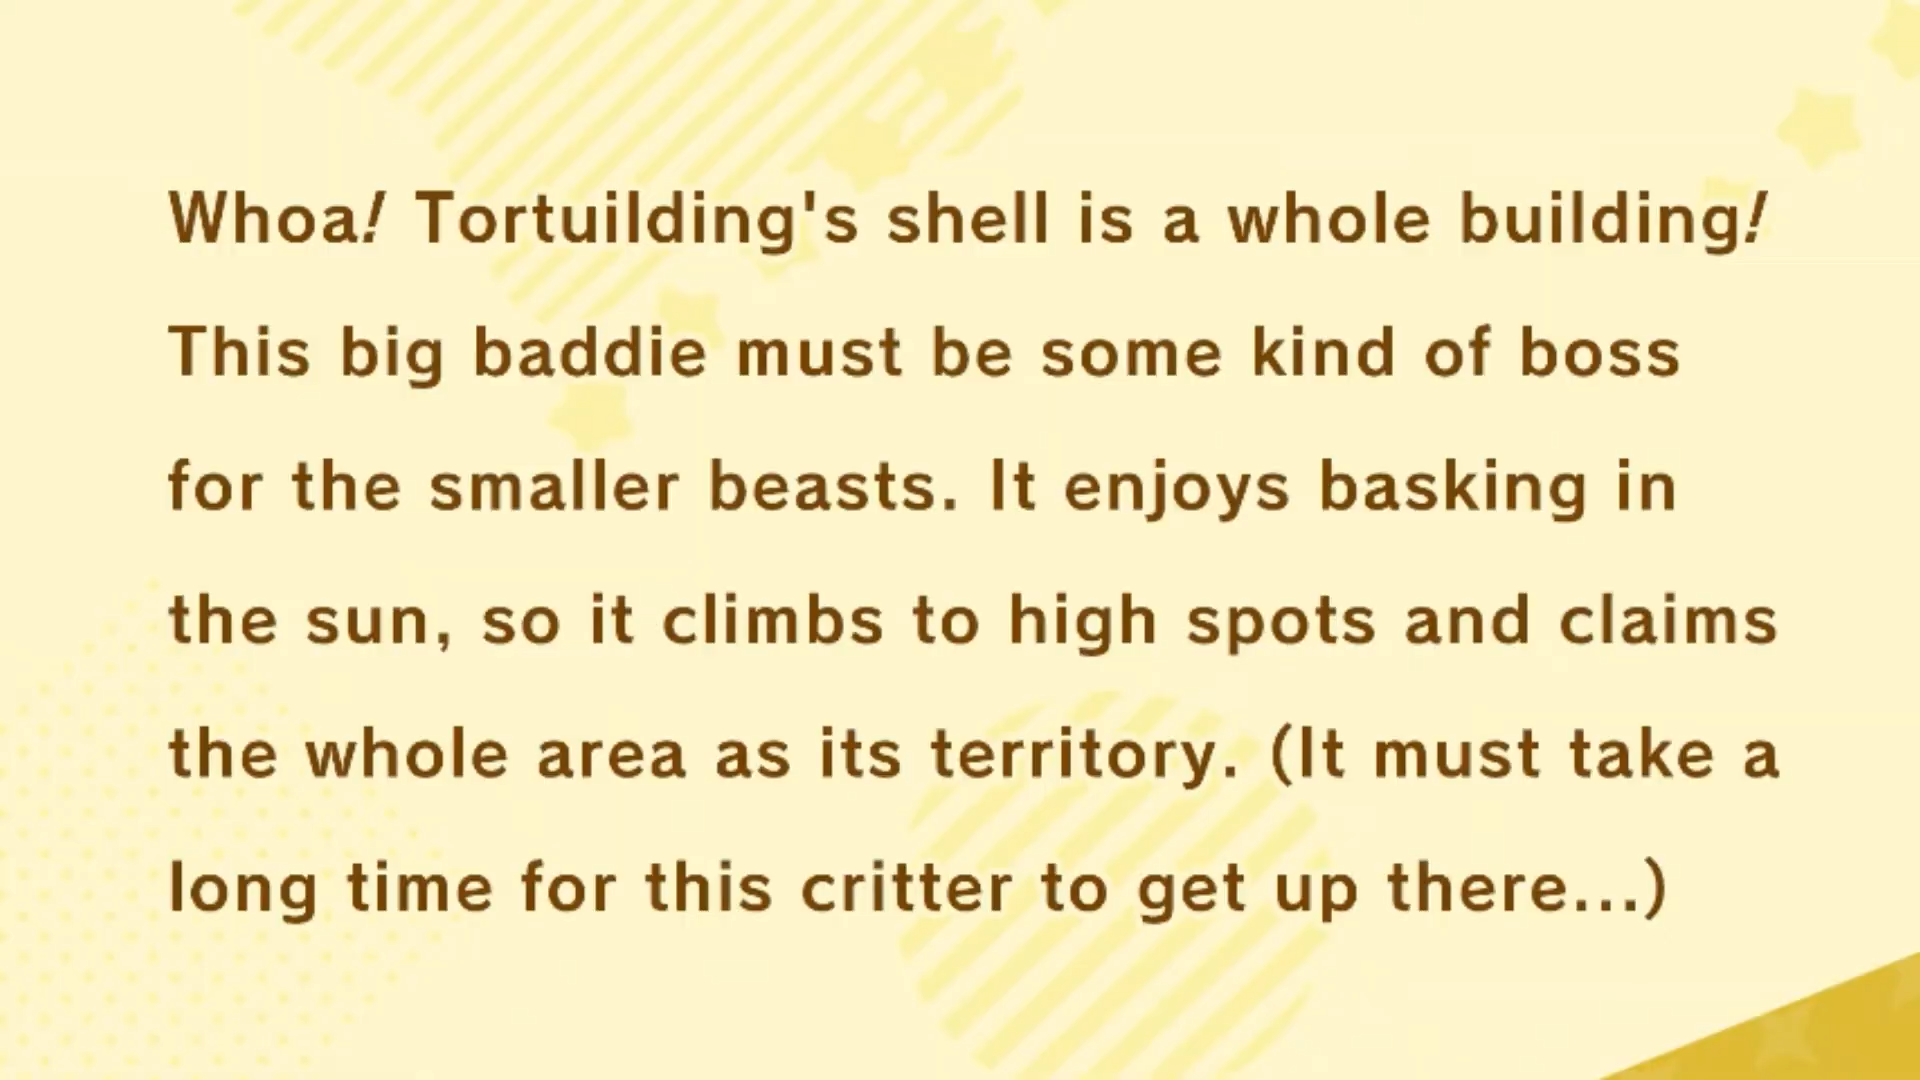 Whoa! Tortuilding's shell is a whole building!
This big baddie must be some kind of boss
for the smaller beasts. It enjoys basking in
the sun, so it climbs to high spots and claims
the whole area as its territory. (It must take a
long time for this critter to get up there...)